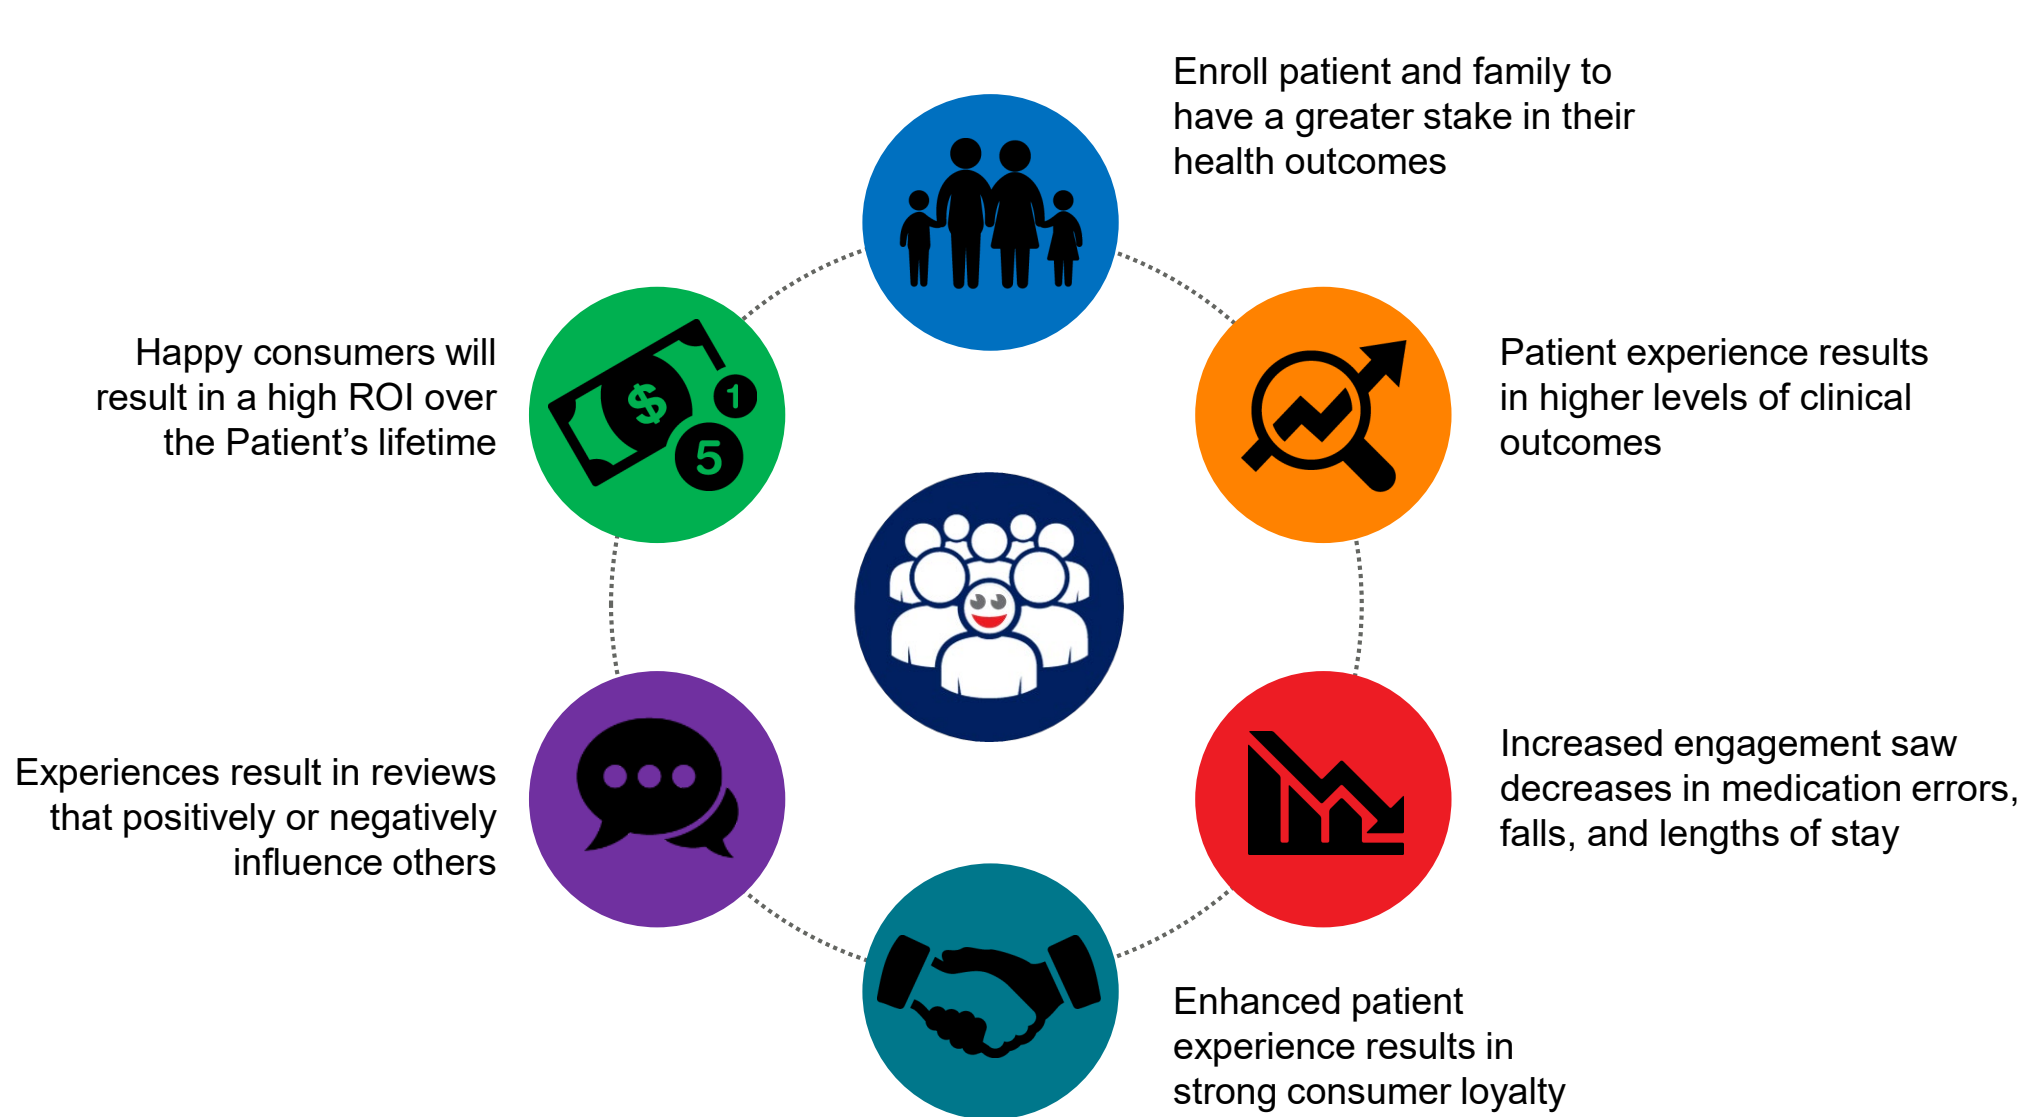 Enroll patient and family to
have a greater stake in their
health outcomes
Patient experience results
in higher levels of clinical
outcomes
Increased engagement saw
decreases in medication errors,
falls, and lengths of stay
Enhanced patient
experience results in
strong consumer loyalty
Experiences result in reviews
that positively or negatively
influence others
Happy consumers will
result in a high ROI over
the Patient’s lifetime
$
1
5